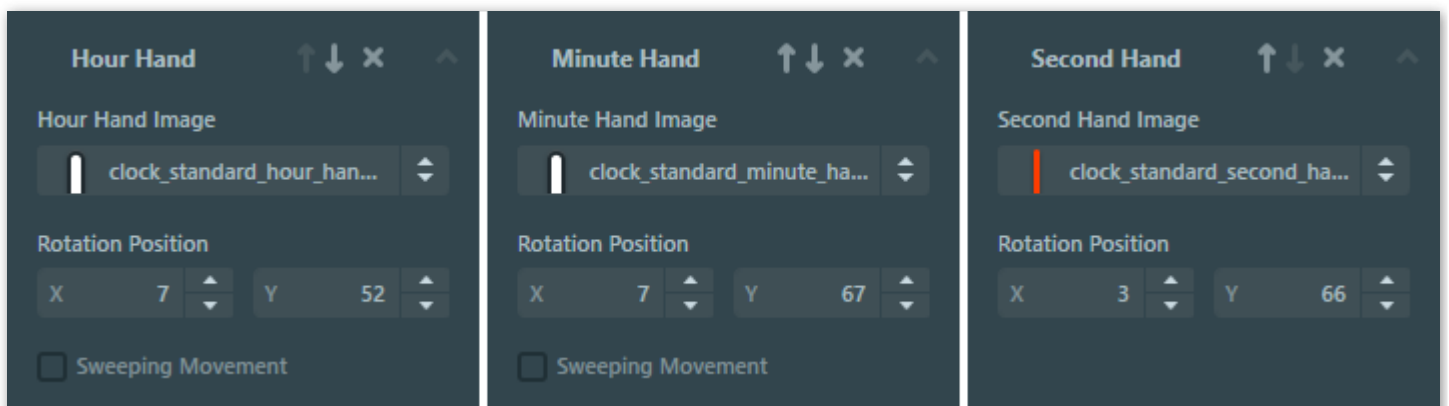 Hour Hand
Hour Hand Image
clock_standard_hour_han...
Rotation Position
X 7 Y 52
Sweeping Movement
Minute Hand
Minute Hand Image
clock_standard_minute_ha...
Rotation Position
X 7 Y 67
Sweeping Movement
Second Hand
Second Hand Image
clock_standard_second_ha...
Rotation Position
X 3 Y 66